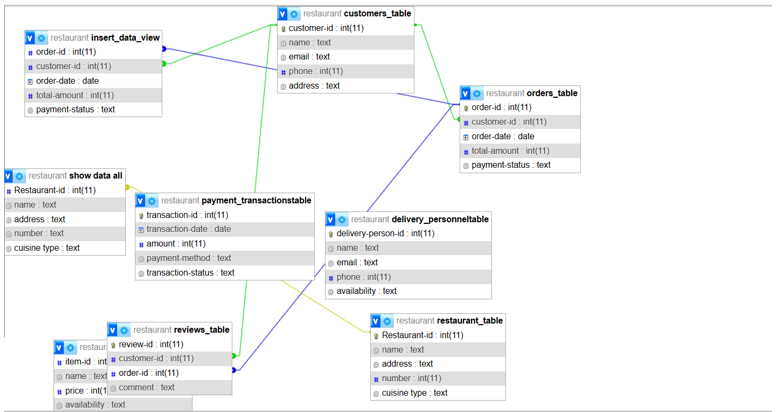 restaurant insert_data_view
order-id : int(11)
customer-id : int(11)
order-date : date
total-amount : int(11)
payment-status : text
restaurant customers_table
customer-id : int(11)
name : text
email : text
phone : int(11)
address : text
restaurant orders_table
order-id : int(11)
customer-id : int(11)
order-date : date
total-amount : int(11)
payment-status : text
restaurant show data all
Restaurant-id : int(11)
name : text
address : text
number : text
cuisine type : text
restaurant payment_transactionstable
transaction-id : int(11)
transaction-date : date
amount : int(11)
payment-method : text
transaction-status : text
restaurant delivery_personneltable
delivery-person-id : int(11)
name : text
email : text
phone : int(11)
availability : text
restaurant restaurant_table
Restaurant-id : int(11)
name : text
address : text
number : int(11)
cuisine type : text
restaurant reviews_table
review-id : int(11)
customer-id : int(11)
order-id : int(11)
comment : text
item-id : int
name : text
price : int(1
availability : text